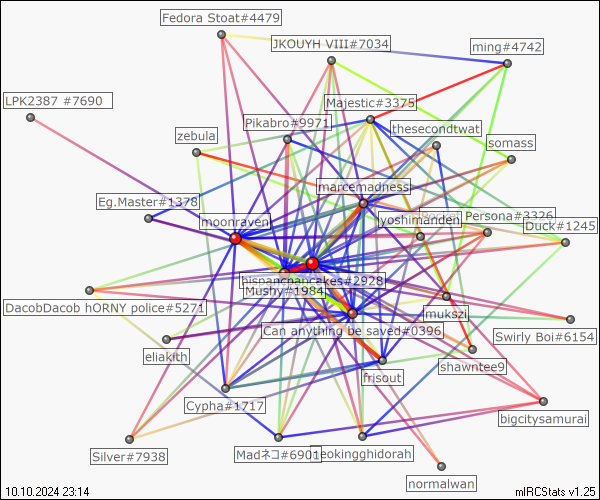 Fedora Stoat#4479
JKOUYH VIII#7034
ming#4742
LPK2387 #7690
Majestic#3375
Pikabro#9971
thesecondtwat
zebula
somass
marcemadness
Eg.Master#1378
moonraven
yoshimanden
Persona#3326
Duck#1245
hispancpancakes#2928
Mushy#1984
DacobDacob hORNY police#5271
mukszi
Can anything be saved#0396
Swirly Boi#6154
eliakith
shawntee9
frisout
Cypha#1717
bigcitysamurai
Madネコ#6901
neokingghidorah
Silver#7938
normalwan
10.10.2024 23:14
mIRCStats v1.25